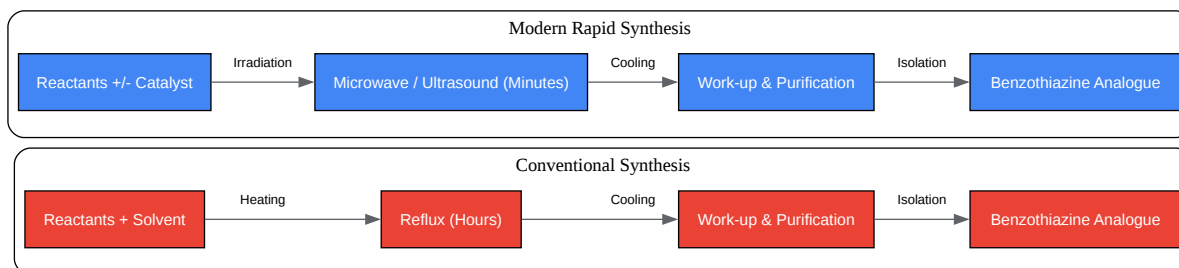 Modern Rapid Synthesis
Reactants +/- Catalyst
Irradiation
Microwave / Ultrasound (Minutes)
Cooling
Work-up & Purification
Isolation
Benzothiazine Analogue
Conventional Synthesis
Reactants + Solvent
Heating
Reflux (Hours)
Cooling
Work-up & Purification
Isolation
Benzothiazine Analogue